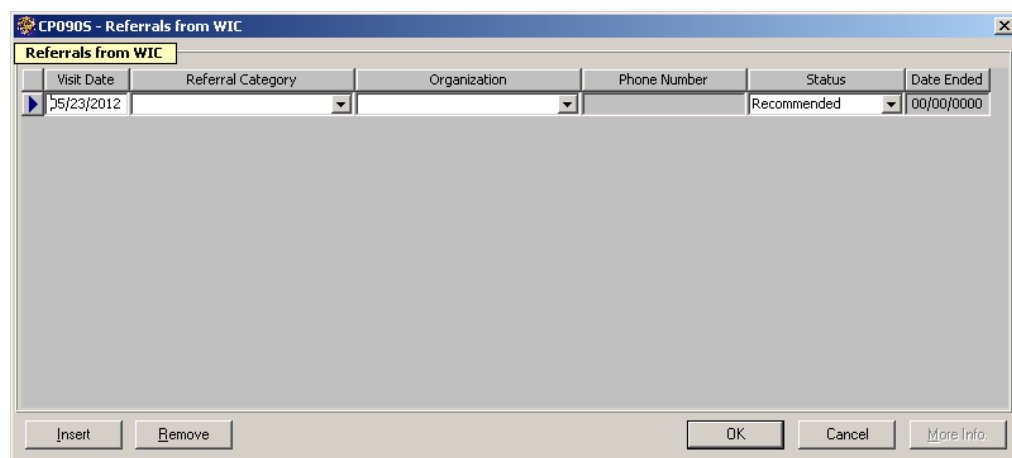 CP0905 - Referrals from WIC
Referrals from WIC
Visit Date Referral Category Organization Phone Number Status Date Ended
05/23/2012 Recommended 00/00/0000
Insert Remove OK Cancel More Info.